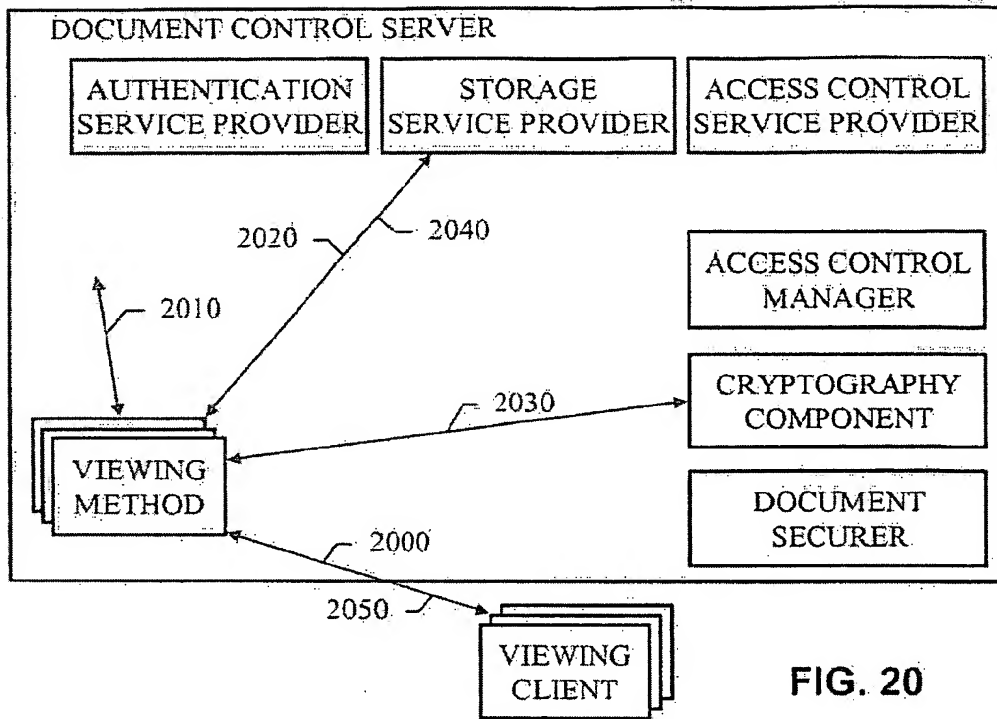 DOCUMENT CONTROL SERVER
AUTHENTICATION
SERVICE PROVIDER
STORAGE
SERVICE PROVIDER
ACCESS CONTROL
SERVICE PROVIDER
2020
2040
2010
ACCESS CONTROL
MANAGER
2030
CRYPTOGRAPHY
COMPONENT
VIEWING
METHOD
DOCUMENT
SECURER
2000
2050
VIEWING
CLIENT
FIG. 20